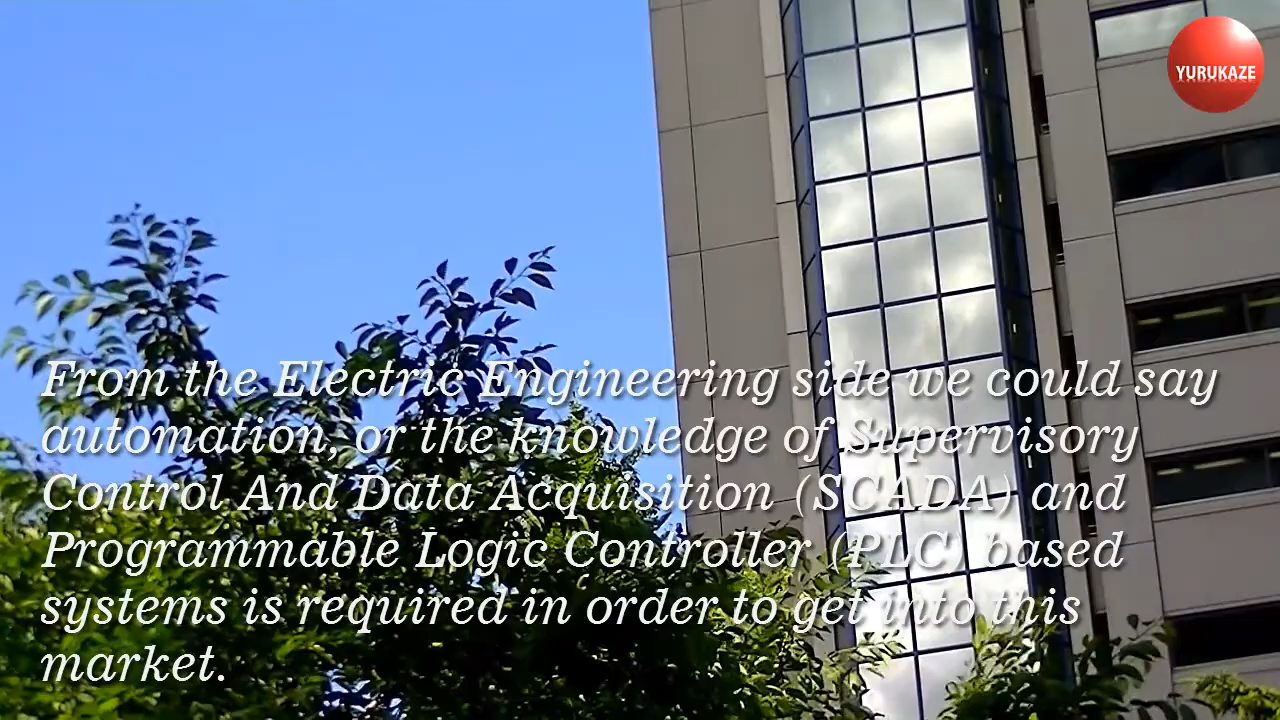 YURUKAZE
From the Electric Engineering side we could say
automation, or the knowledge of Supervisory
Control And Data Acquisition (SCADA) and
Programmable Logic Controller (PLC) based
systems is required in order to get into this
market.